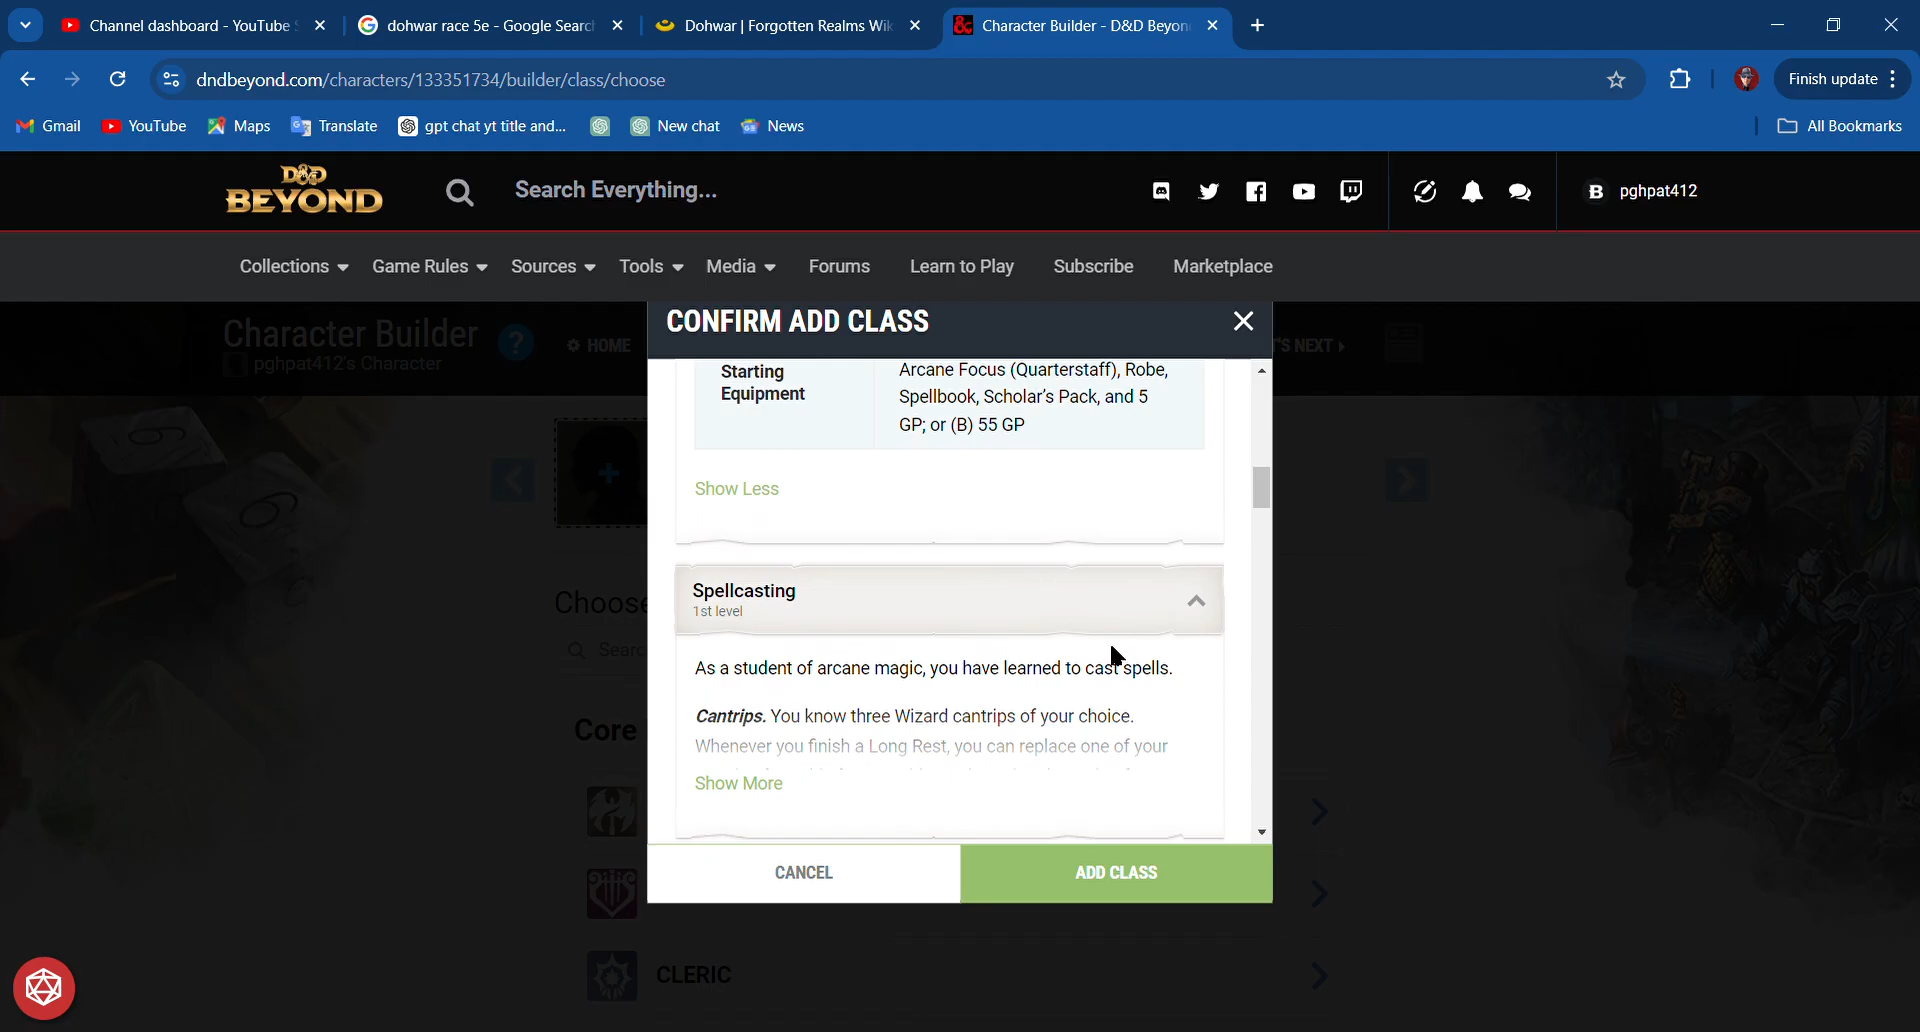 Channel dashboard - YouTube S
dohwar race 5e - Google Search
Dohwar | Forgotten Realms Wik
Character Builder - D&D Beyon
dndbeyond.com/characters/133351734/builder/class/choose
Finish update
Gmail
YouTube
Maps
Translate
gpt chat yt title and...
New chat
News
All Bookmarks
D&D
BEYOND
Search Everything...
B pghpat412
Collections
Game Rules
Sources
Tools
Media
Forums
Learn to Play
Subscribe
Marketplace
Character Builder
pghpat412's Character
?
HOME
'S NEXT
CONFIRM ADD CLASS
Starting
Equipment
Arcane Focus (Quarterstaff), Robe,
Spellbook, Scholar's Pack, and 5
GP; or (B) 55 GP
Show Less
Choose
Searc
Core
Spellcasting
1st level
As a student of arcane magic, you have learned to cast spells.
Cantrips. You know three Wizard cantrips of your choice.
Whenever you finish a Long Rest, you can replace one of your
Show More
CANCEL
ADD CLASS
CLERIC